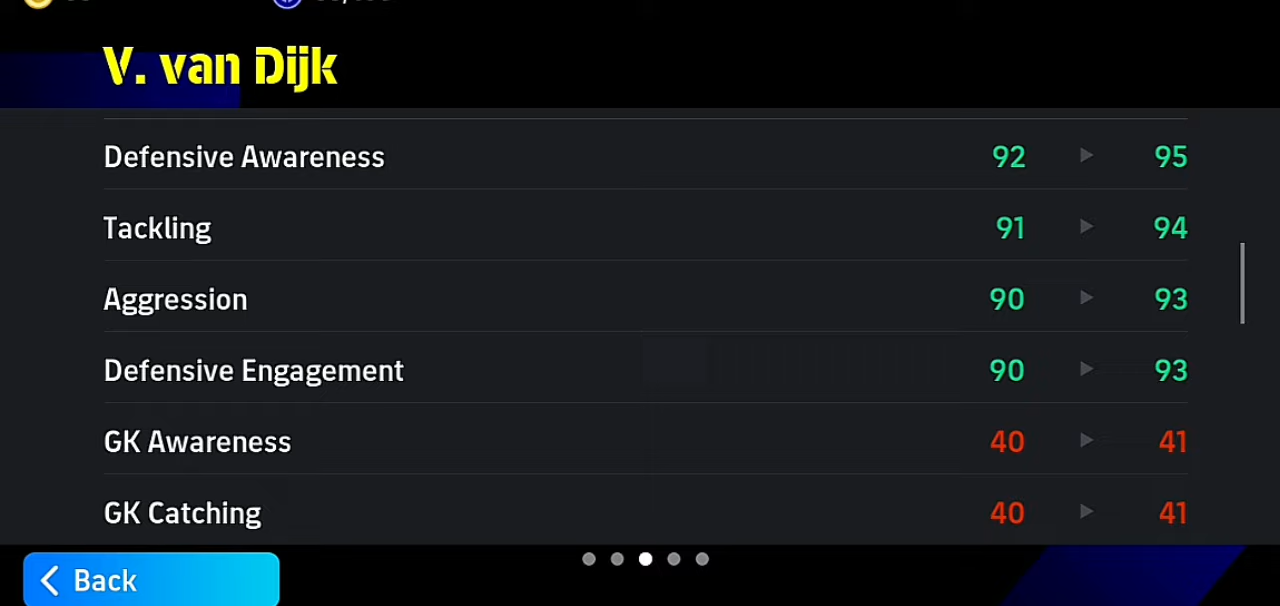 V. van Dijk
Defensive Awareness 92 ▶ 95
Tackling 91 ▶ 94
Aggression 90 ▶ 93
Defensive Engagement 90 ▶ 93
GK Awareness 40 ▶ 41
GK Catching 40 ▶ 41
Back